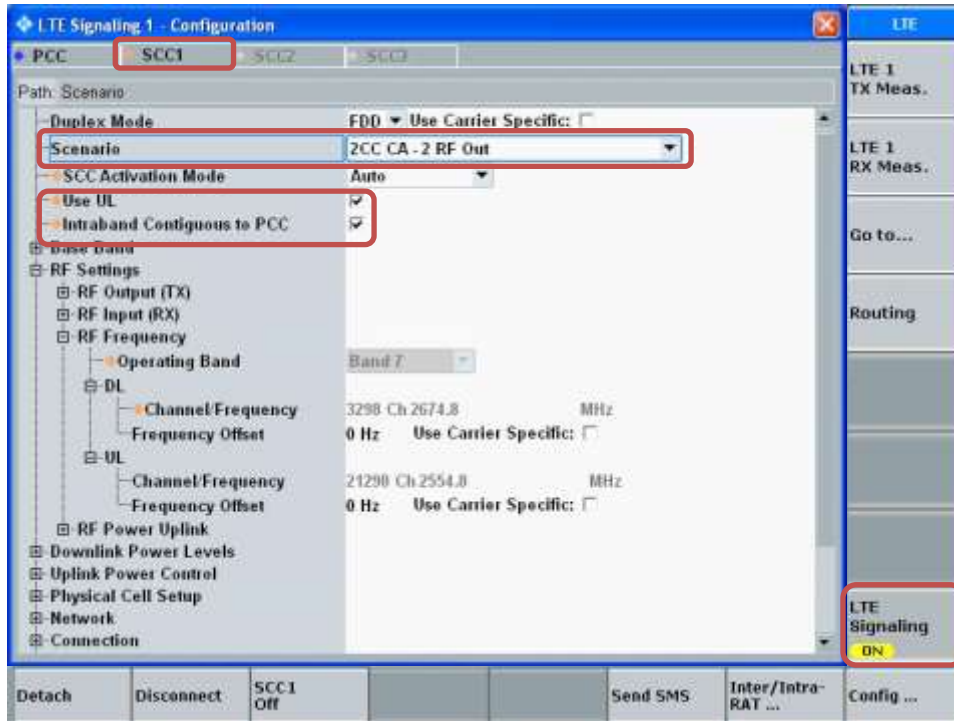 LTE Signaling 1 - Configuration
PCC SCC1 SCC2 SCC3
Path: Scenario
Duplex Mode FDD Use Carrier Specific:
Scenario 2CC CA - 2 RF Out
SCC Activation Mode Auto
Use UL
Intraband Contiguous to PCC
Base Band
RF Settings
RF Output (TX)
RF Input (RX)
RF Frequency
Operating Band Band 7
DL
Channel/Frequency 3298 Ch 2674.8 MHz
Frequency Offset 0 Hz Use Carrier Specific:
UL
Channel/Frequency 21298 Ch 2554.8 MHz
Frequency Offset 0 Hz Use Carrier Specific:
RF Power Uplink
Downlink Power Levels
Uplink Power Control
Physical Cell Setup
Network
Connection
LTE
LTE 1
TX Meas.
LTE 1
RX Meas.
Go to...
Routing
LTE
Signaling
ON
Detach
Disconnect
SCC1
Off
Send SMS
Inter/Intra-
RAT ...
Config ...